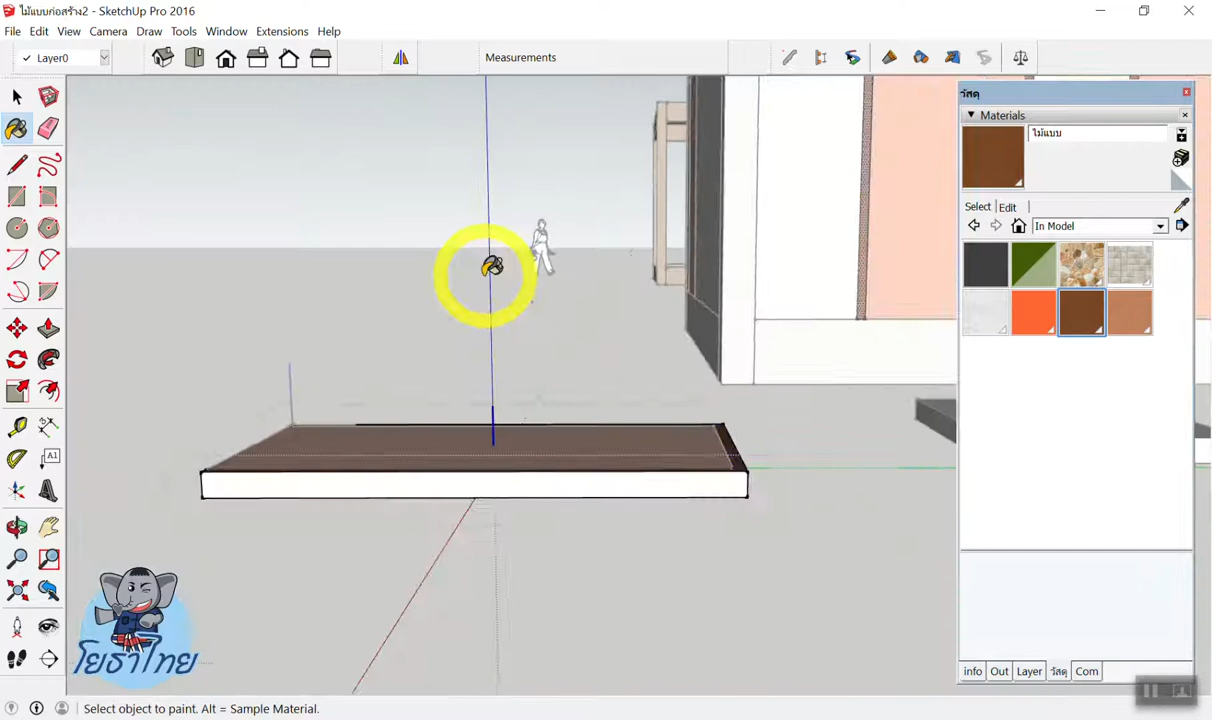 ไม้แบบก่อสร้าง2 - SketchUp Pro 2016
File Edit View Camera Draw Tools Window Extensions Help
Layer0
Measurements
วัสดุ
Materials
ไม้แบบ
Select Edit
In Model
A1
โยธาไทย
info Out Layer วัสดุ Com
Select object to paint. Alt = Sample Material.